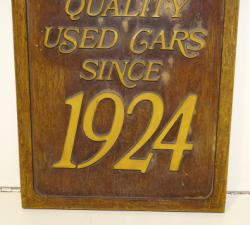 QUALITY
USED CARS
SINCE
1924